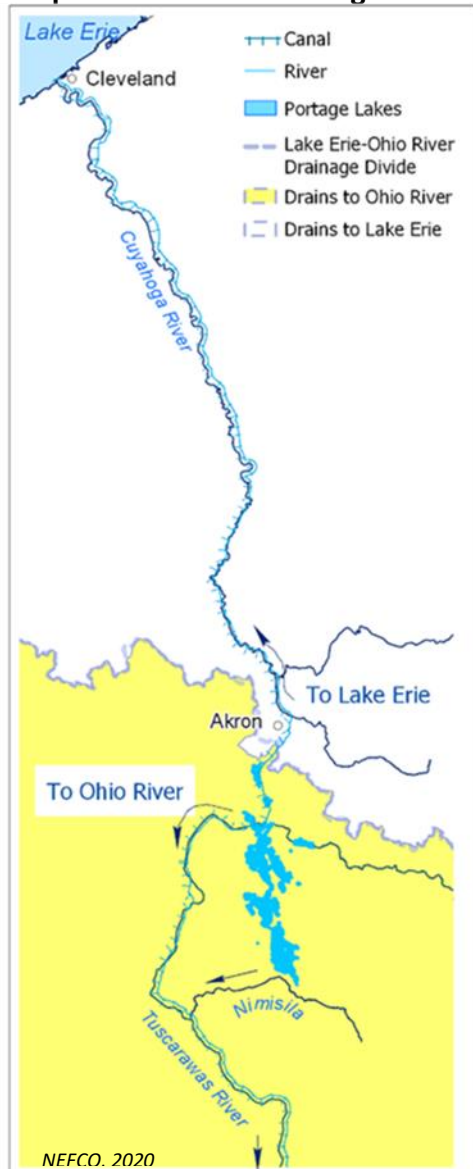 Lake Erie
Cleveland
Canal
River
Portage Lakes
Lake Erie-Ohio River
Drainage Divide
Drains to Ohio River
Drains to Lake Erie
Cuyahoga River
To Lake Erie
Akron
To Ohio River
Nimisila
Tuscarawas River
NEFCO, 2020